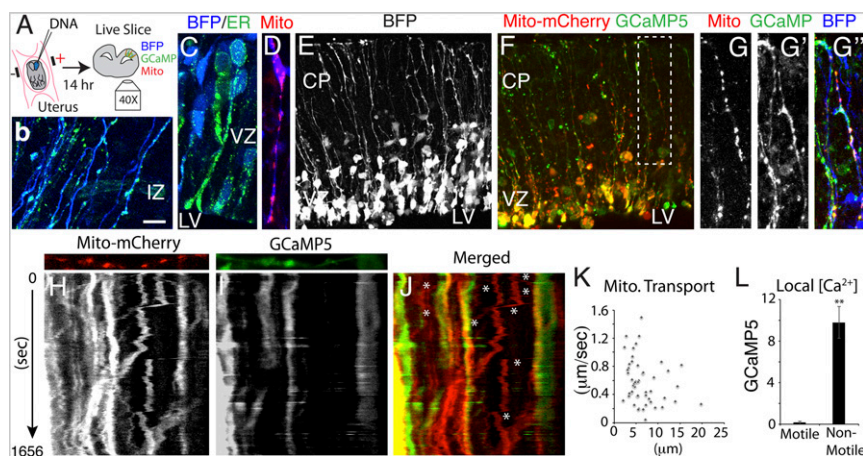 A
DNA
Live Slice
BFP
GCaMP
Mito
14 hr
40X
Uterus
b
IZ
BFP/ER
C
VZ
LV
Mito
D
BFP
E
CP
VZ
LV
Mito-mCherry GCaMP5
F
CP
VZ
LV
Mito
G
GCaMP
G'
BFP
G"
Mito-mCherry
GCaMP5
Merged
0
(sec)
1656
H
I
J
* * * * * * * * * *
K
Mito. Transport
(μm/sec)
1.6
1.2
0.8
0.4
0
0 5 10 15 20 25
(μm)
L
Local [Ca²⁺]
GCaMP5
12
8
4
0
**
Motile
Non-
Motile